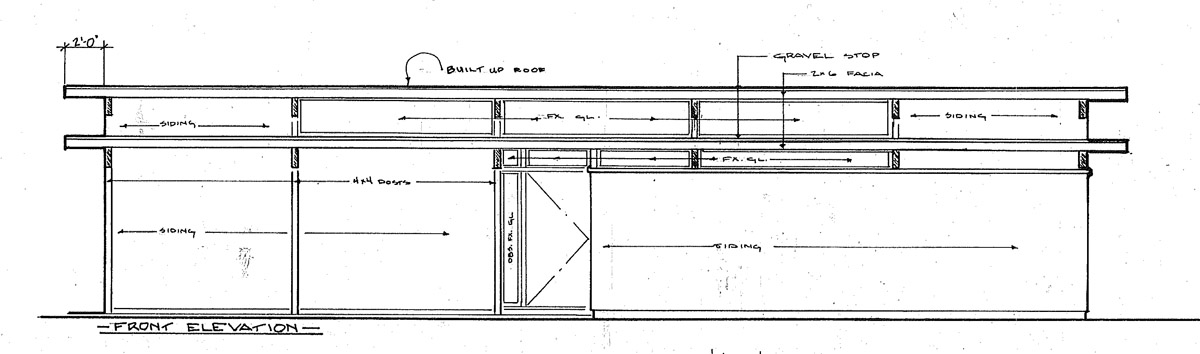 2'-0"
GRAVEL STOP
BUILT UP ROOF
2x6 FACIA
SIDING
FX. GL.
SIDING
FX. GL.
4x4 POSTS
OBS. FX. GL
SIDING
SIDING
FRONT ELEVATION